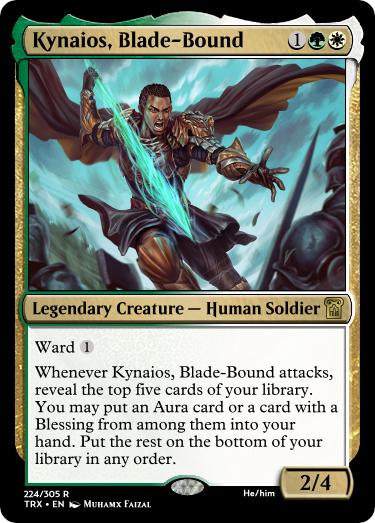 Kynaios, Blade-Bound 1
Legendary Creature — Human Soldier
Ward 1
Whenever Kynaios, Blade-Bound attacks,
reveal the top five cards of your library.
You may put an Aura card or a card with a
Blessing from among them into your
hand. Put the rest on the bottom of your
library in any order.
2/4
224/305 R
He/him
TRX • EN Muhamx Faizal